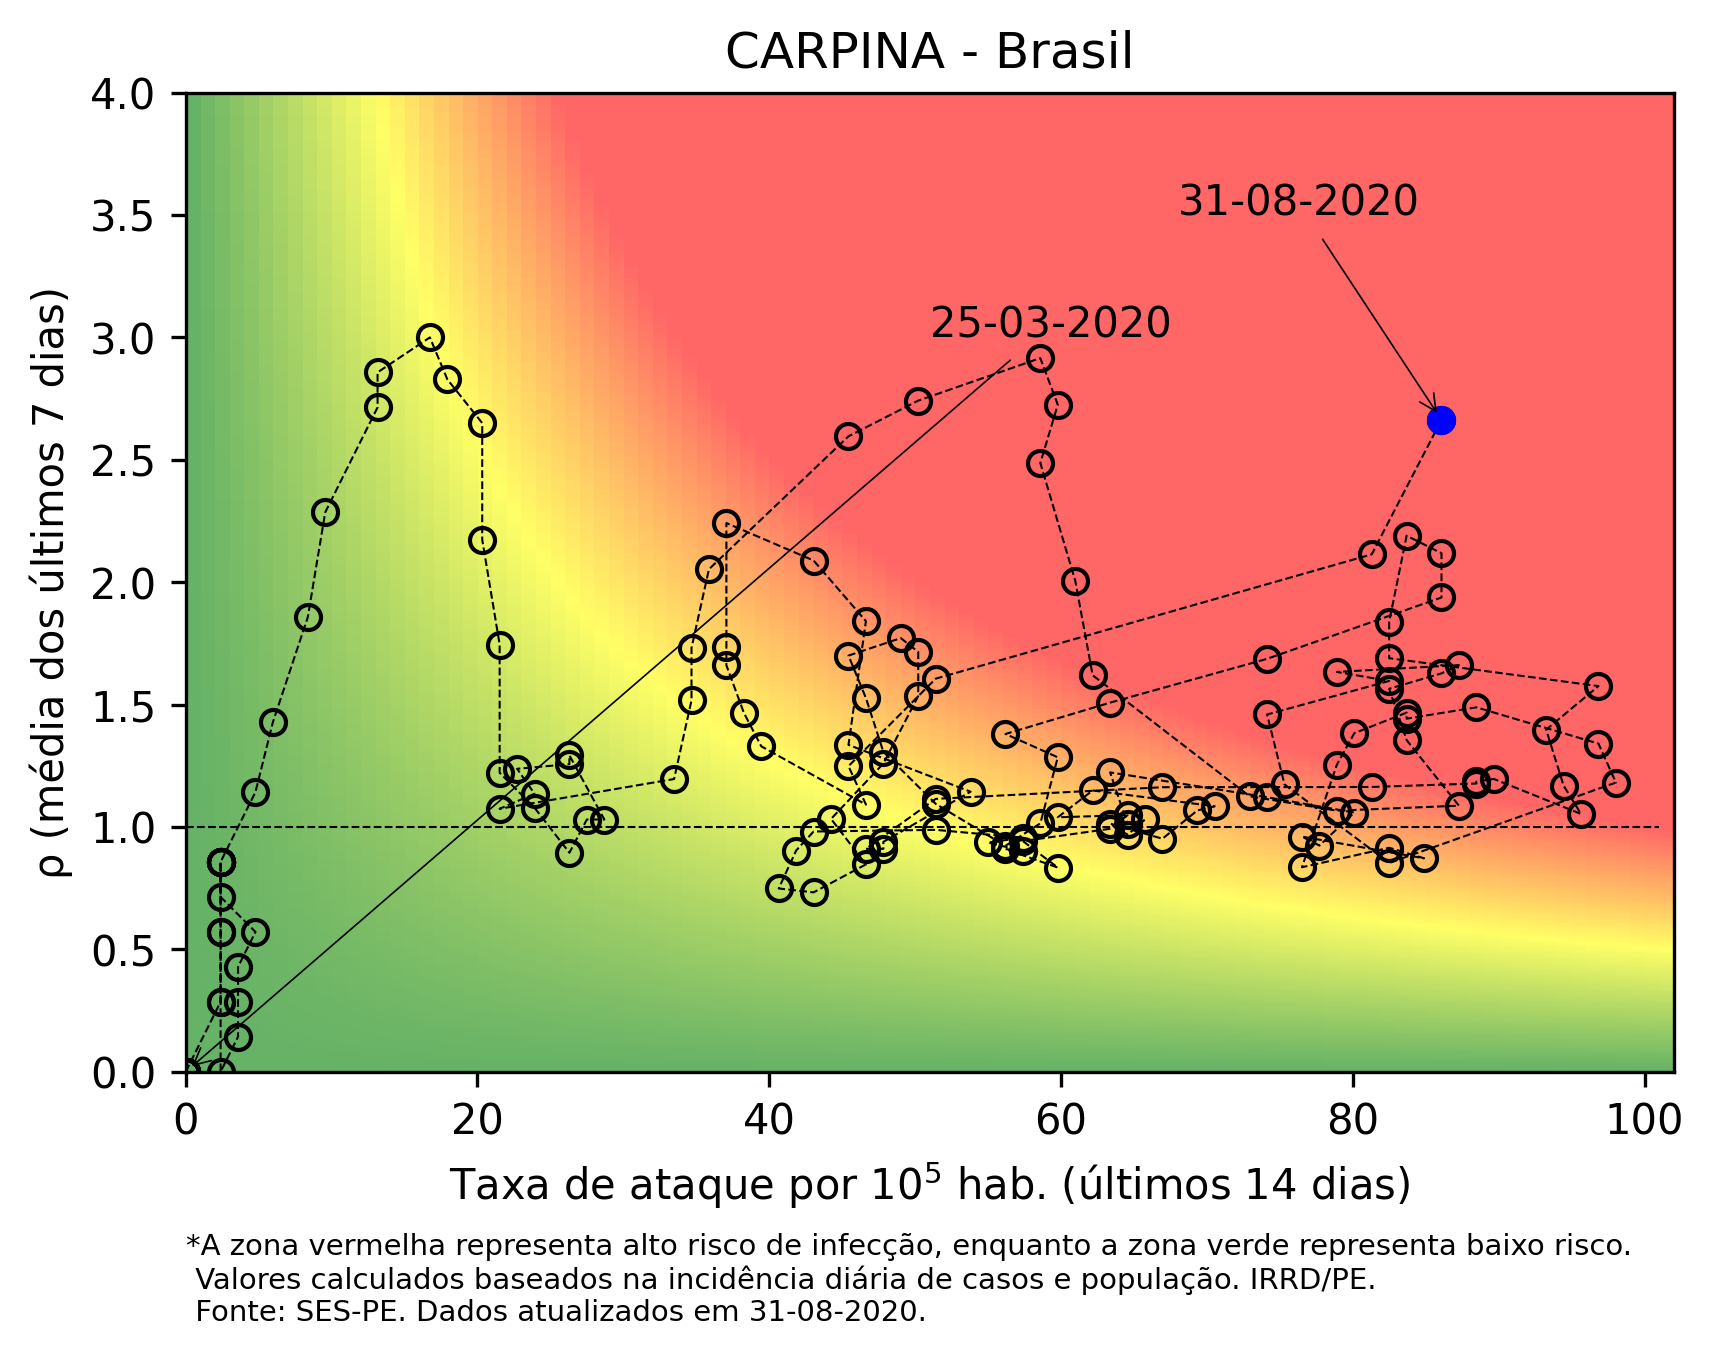 CARPINA - Brasil
4.0
3.5
3.0
2.5
2.0
1.5
1.0
0.5
0.0
ρ (média dos últimos 7 dias)
31-08-2020
25-03-2020
0 20 40 60 80 100
Taxa de ataque por 10⁵ hab. (últimos 14 dias)
*A zona vermelha representa alto risco de infecção, enquanto a zona verde representa baixo risco.
Valores calculados baseados na incidência diária de casos e população. IRRD/PE.
Fonte: SES-PE. Dados atualizados em 31-08-2020.